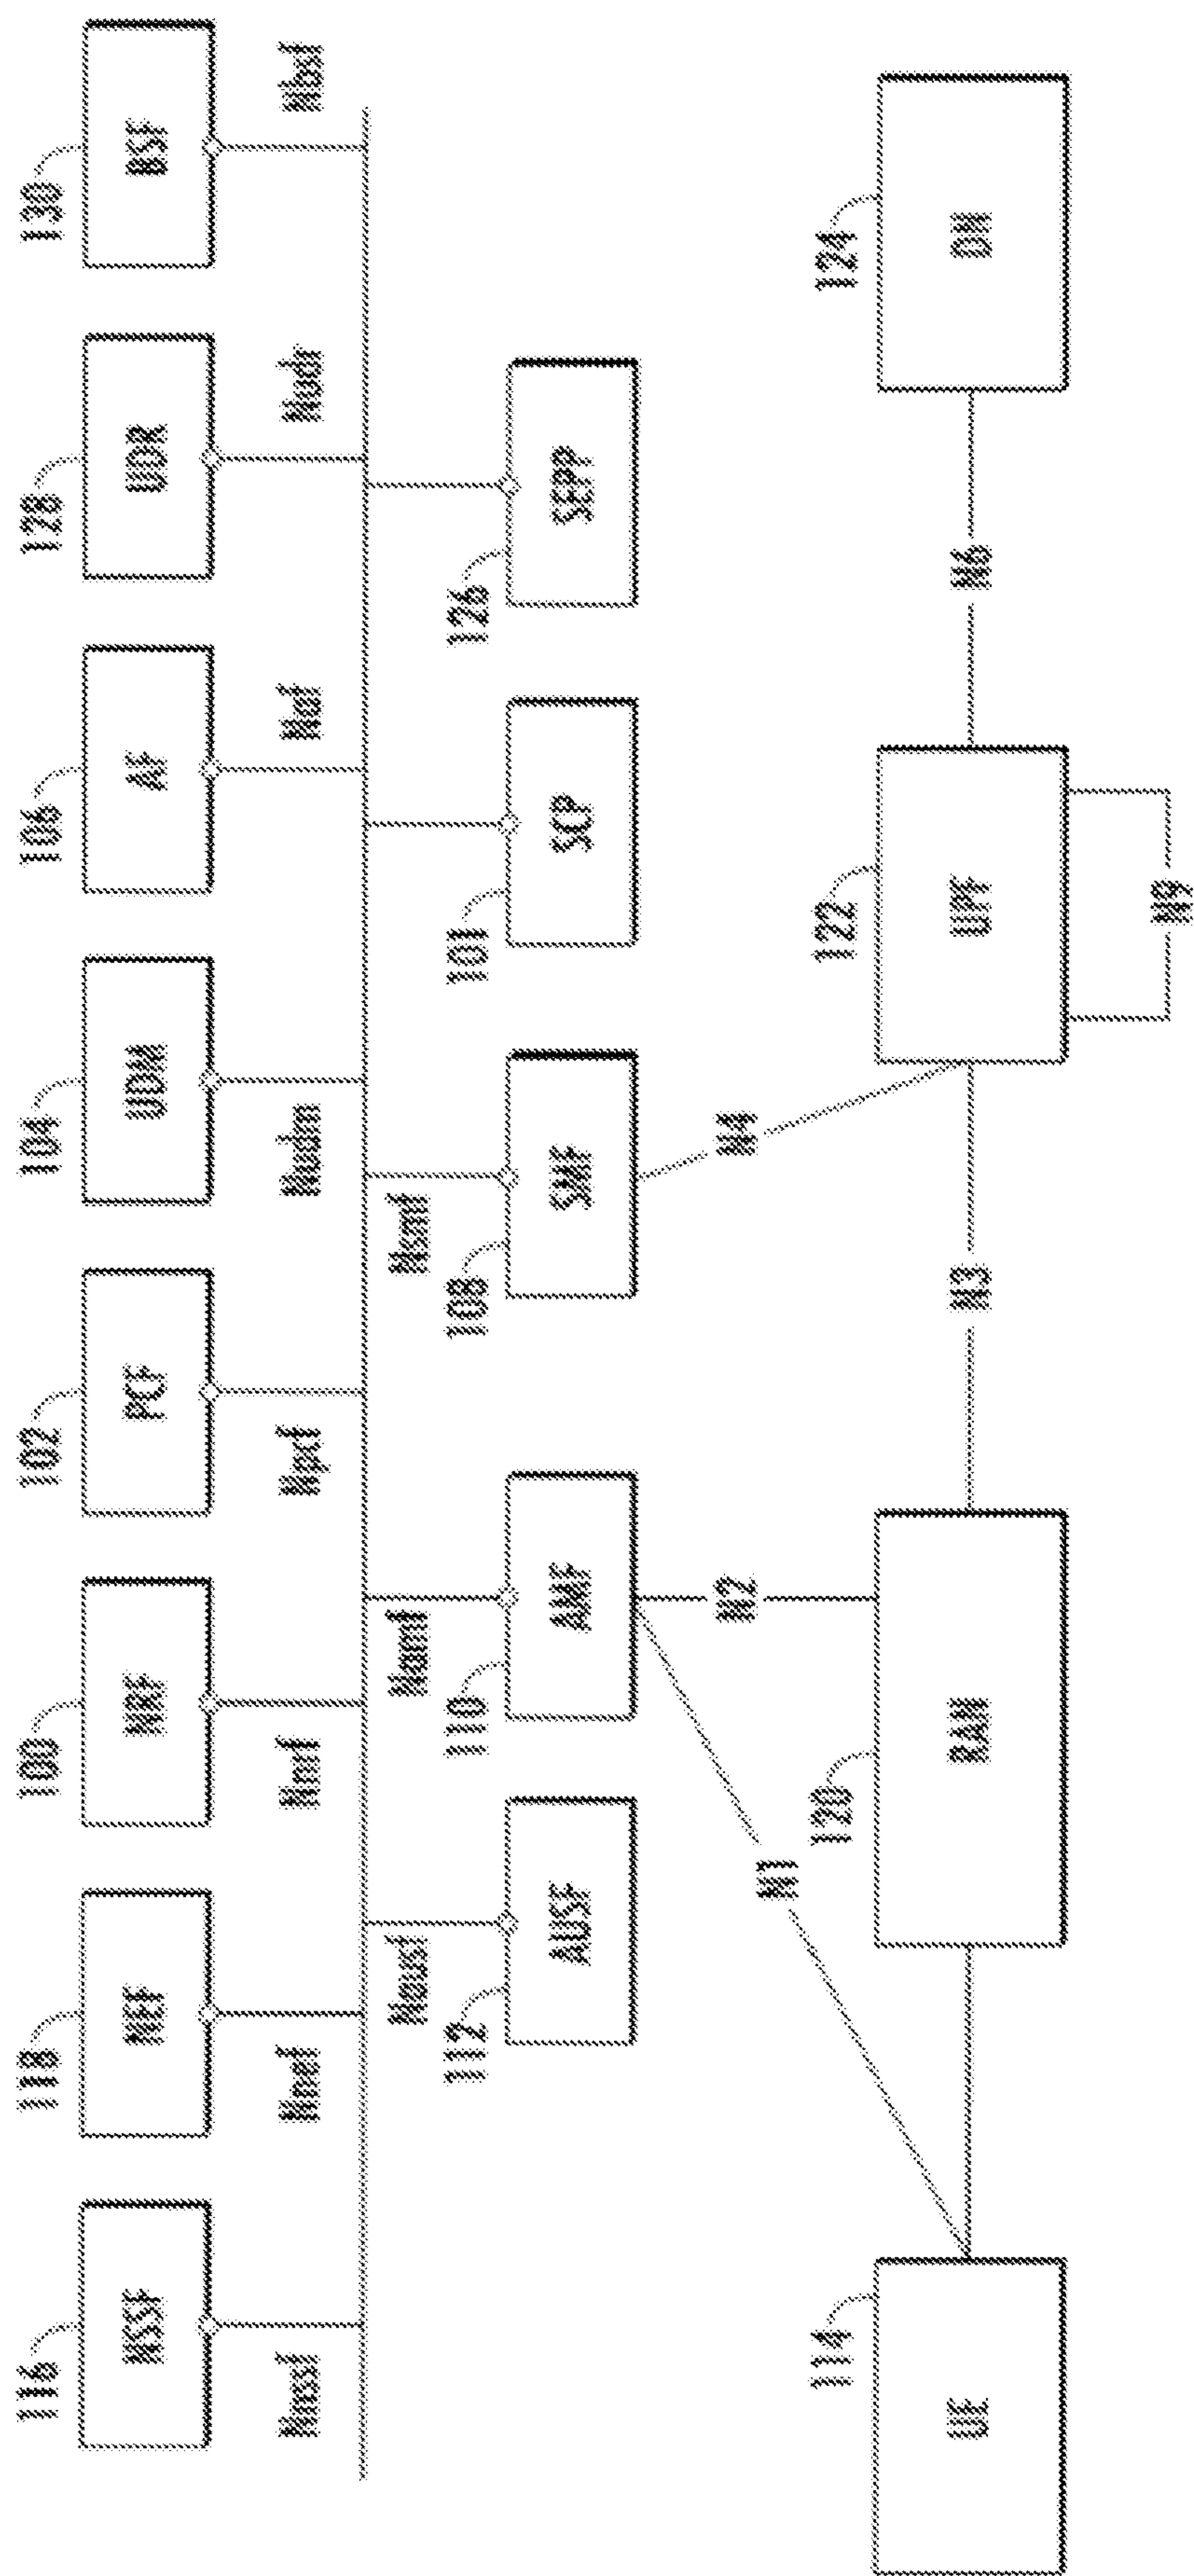 116 118 100 102 104 106 128 130
NSSF NEF NRF PCF UDM AF UDR BSF
Nnssf Nnef Nnrf Npcf Nudm Naf Nudr Nbsf
Nausf Namf Nsmf
112 110 108 101 126
AUSF AMF SMF SCP SEPP
N2 N4
N1
114 120 122 124
UE RAN N3 UPF N6 DN
N9